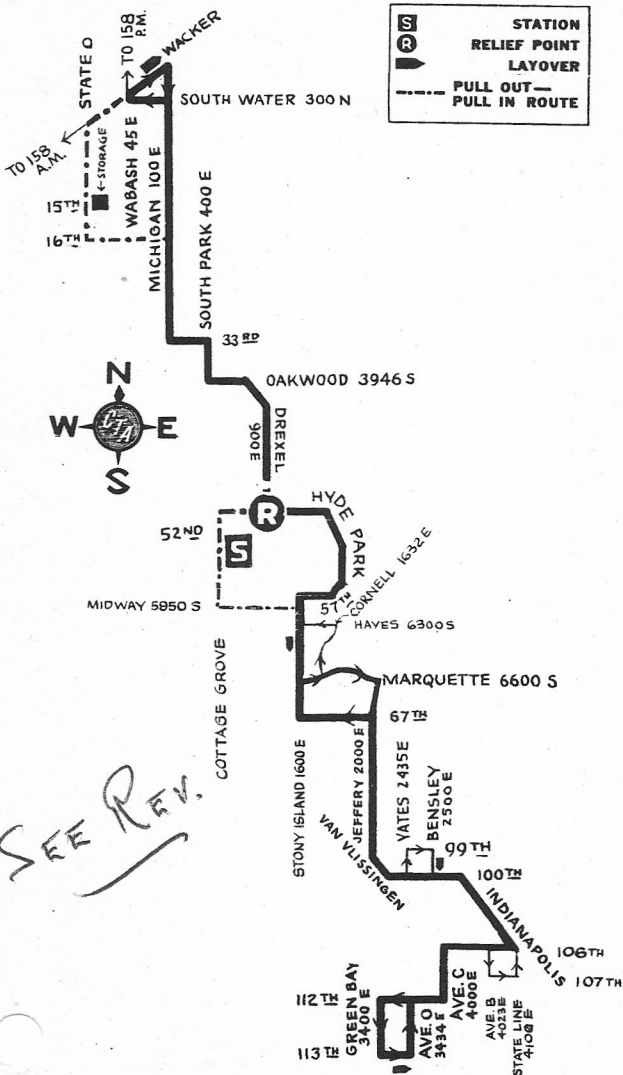 S STATION
R RELIEF POINT
LAYOVER
PULL OUT—
PULL IN ROUTE
TO 158
P.M.
WACKER
STATE 0
SOUTH WATER 300 N
TO 158
A.M.
←STORAGE
WABASH 45 E
MICHIGAN 100 E
15TH
16TH
SOUTH PARK 400 E
33RD
OAKWOOD 3946 S
DREXEL
900 E
N
W CTA E
S
R
HYDE PARK
52ND
S
CORNELL 1632 E
57TH
MIDWAY 5950 S
HAYES 6300 S
COTTAGE GROVE
MARQUETTE 6600 S
67TH
STONY ISLAND 1600 E
JEFFERY 2000 E
YATES 2435 E
BENSLEY
2500 E
SEE REV.
VAN VLISSINGEN
99TH
100TH
INDIANAPOLIS
106TH
107TH
112TH
GREEN BAY
3400 E
AVE. O
3434 E
AVE. C
4000 E
AVE. B
4023 E
STATE LINE
4100 E
113TH